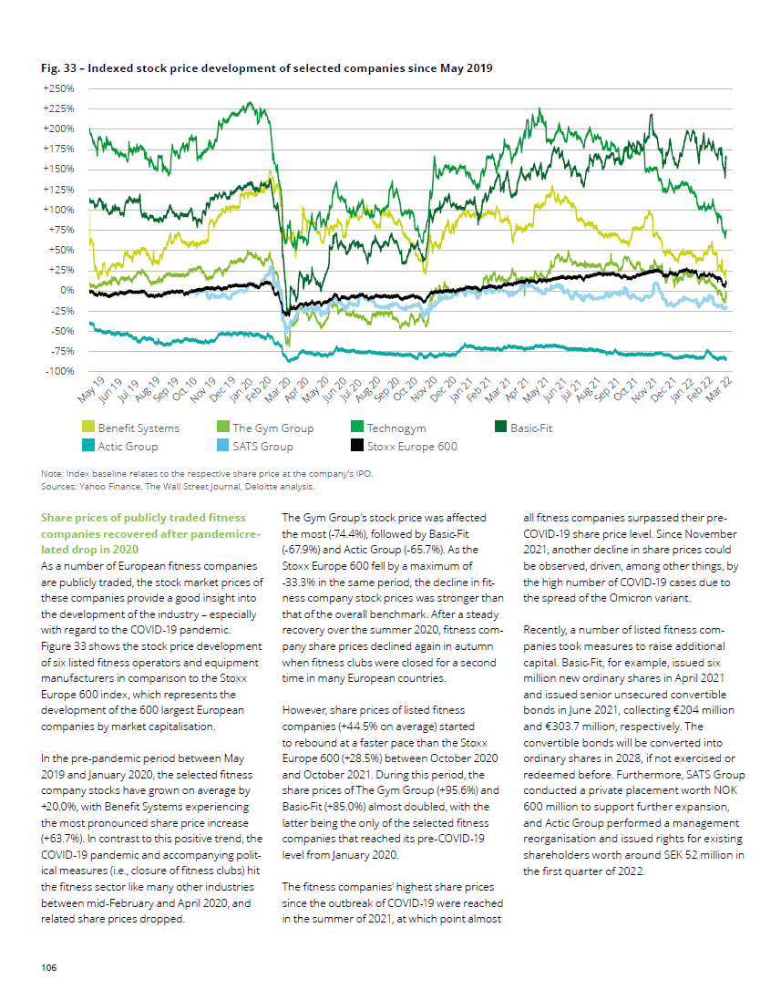 Fig. 33 – Indexed stock price development of selected companies since May 2019
+250%
+225%
+200%
+175%
+150%
+125%
+100%
+75%
+50%
+25%
0%
-25%
-50%
-75%
-100%
May 19 Jun 19 Jul 19 Aug 19 Sep 19 Oct 10 Nov 19 Dec 19 Jan 20 Feb 20 Mar 20 Apr 20 May 20 Jun 20 Jul 20 Aug 20 Sep 20 Oct 20 Nov 20 Dec 20 Jan 21 Feb 21 Mar 21 Apr 21 May 21 Jun 21 Jul 21 Aug 21 Sep 21 Oct 21 Nov 21 Dec 21 Jan 22 Feb 22 Mar 22
Benefit Systems The Gym Group Technogym Basic-Fit
Actic Group SATS Group Stoxx Europe 600
Note: Index baseline relates to the respective share price at the company's IPO.
Sources: Yahoo Finance, The Wall Street Journal, Deloitte analysis.
Share prices of publicly traded fitness
companies recovered after pandemicre-
lated drop in 2020
As a number of European fitness companies
are publicly traded, the stock market prices of
these companies provide a good insight into
the development of the industry – especially
with regard to the COVID-19 pandemic.
Figure 33 shows the stock price development
of six listed fitness operators and equipment
manufacturers in comparison to the Stoxx
Europe 600 index, which represents the
development of the 600 largest European
companies by market capitalisation.
In the pre-pandemic period between May
2019 and January 2020, the selected fitness
company stocks have grown on average by
+20.0%, with Benefit Systems experiencing
the most pronounced share price increase
(+63.7%). In contrast to this positive trend, the
COVID-19 pandemic and accompanying polit-
ical measures (i.e., closure of fitness clubs) hit
the fitness sector like many other industries
between mid-February and April 2020, and
related share prices dropped.
The Gym Group's stock price was affected
the most (-74.4%), followed by Basic-Fit
(-67.9%) and Actic Group (-65.7%). As the
Stoxx Europe 600 fell by a maximum of
-33.3% in the same period, the decline in fit-
ness company stock prices was stronger than
that of the overall benchmark. After a steady
recovery over the summer 2020, fitness com-
pany share prices declined again in autumn
when fitness clubs were closed for a second
time in many European countries.
However, share prices of listed fitness
companies (+44.5% on average) started
to rebound at a faster pace than the Stoxx
Europe 600 (+28.5%) between October 2020
and October 2021. During this period, the
share prices of The Gym Group (+95.6%) and
Basic-Fit (+85.0%) almost doubled, with the
latter being the only of the selected fitness
companies that reached its pre-COVID-19
level from January 2020.
The fitness companies' highest share prices
since the outbreak of COVID-19 were reached
in the summer of 2021, at which point almost
all fitness companies surpassed their pre-
COVID-19 share price level. Since November
2021, another decline in share prices could
be observed, driven, among other things, by
the high number of COVID-19 cases due to
the spread of the Omicron variant.
Recently, a number of listed fitness com-
panies took measures to raise additional
capital. Basic-Fit, for example, issued six
million new ordinary shares in April 2021
and issued senior unsecured convertible
bonds in June 2021, collecting €204 million
and €303.7 million, respectively. The
convertible bonds will be converted into
ordinary shares in 2028, if not exercised or
redeemed before. Furthermore, SATS Group
conducted a private placement worth NOK
600 million to support further expansion,
and Actic Group performed a management
reorganisation and issued rights for existing
shareholders worth around SEK 52 million in
the first quarter of 2022.
106